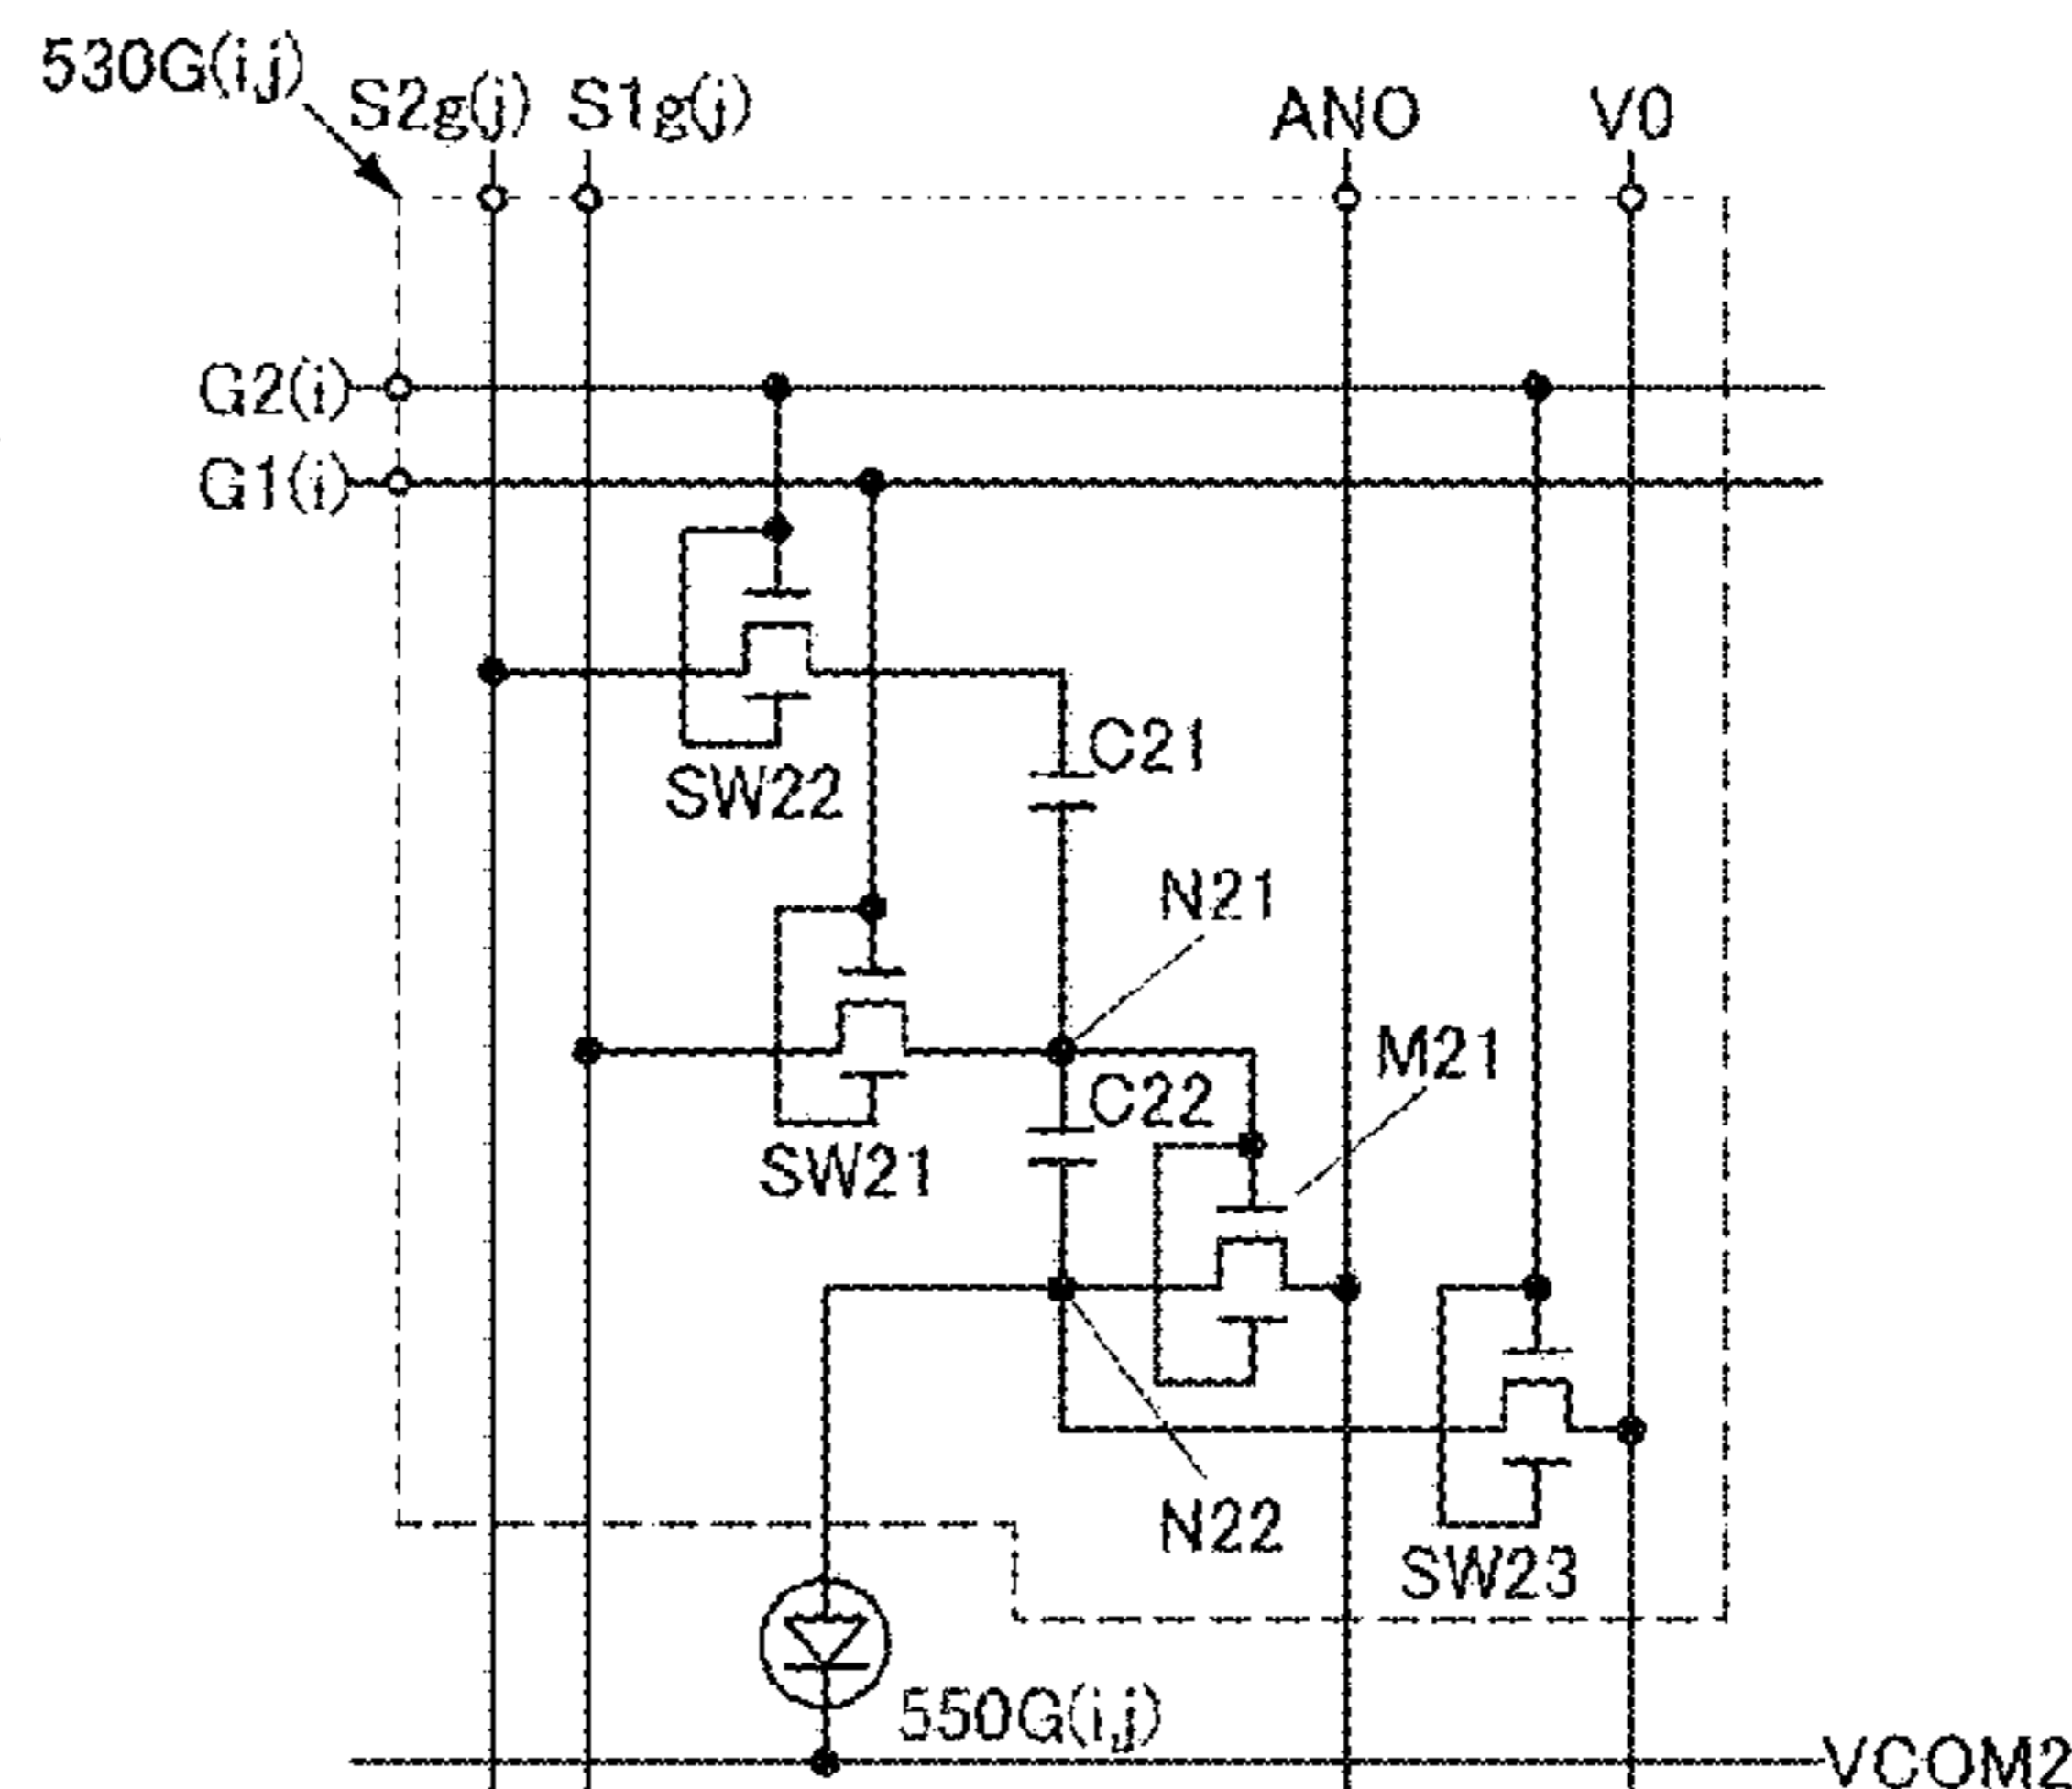 530G(i,j)
S2g(j) S1g(j) ANO V0
G2(i)
G1(i)
C21
SW22
N21
M21
C22
SW21
N22
SW23
550G(i,j)
VCOM2